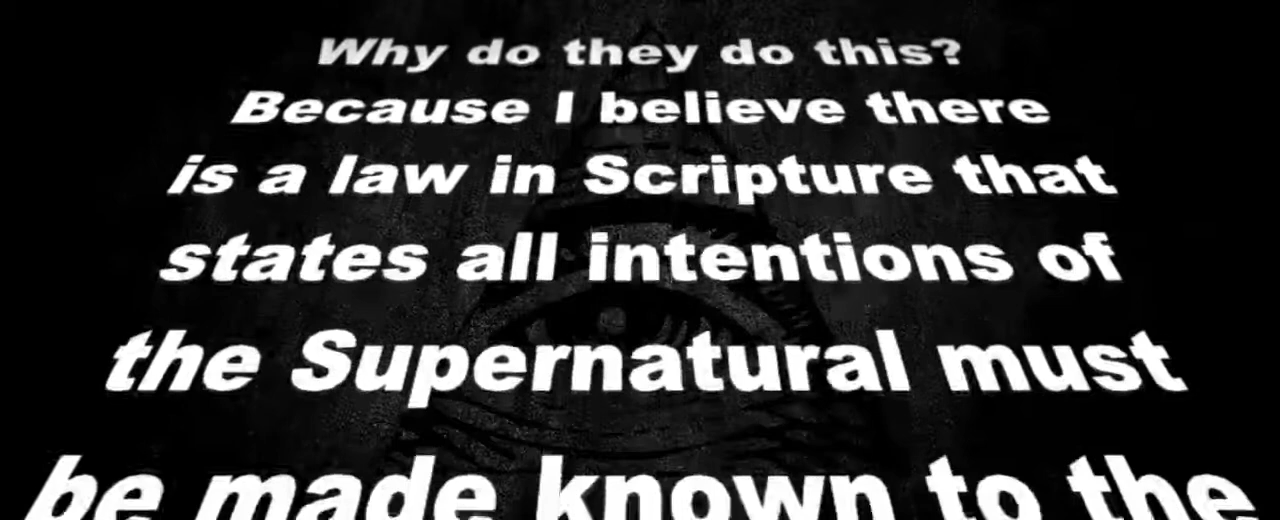 Why do they do this?
Because I believe there
is a law in Scripture that
states all intentions of
the Supernatural must
be made known to the